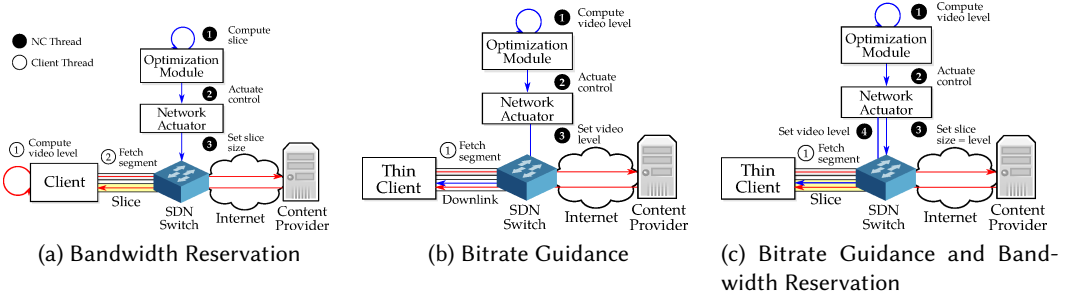 NC Thread
Client Thread
1 Compute
slice
Optimization
Module
2 Actuate
control
Network
Actuator
3 Set slice
size
1 Compute
video level
2 Fetch
segment
Client
Slice
SDN
Switch
Internet
Content
Provider
(a) Bandwidth Reservation
1 Compute
video level
Optimization
Module
2 Actuate
control
Network
Actuator
3 Set video
level
1 Fetch
segment
Thin
Client
Downlink
SDN
Switch
Internet
Content
Provider
(b) Bitrate Guidance
1 Compute
video level
Optimization
Module
2 Actuate
control
Network
Actuator
Set video level 4
3 Set slice
size = level
1 Fetch
segment
Thin
Client
Slice
SDN
Switch
Internet
Content
Provider
(c) Bitrate Guidance and Band-
width Reservation